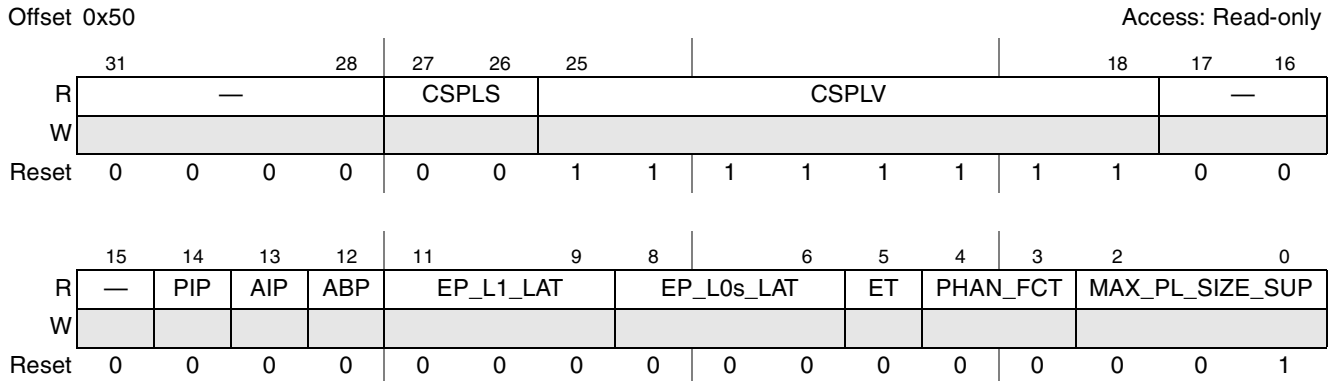 Offset 0x50 Access: Read-only
31 28 27 26 25 18 17 16
R — CSPLS CSPLV —
W
Reset 0 0 0 0 0 0 1 1 1 1 1 1 1 1 0 0
15 14 13 12 11 9 8 6 5 4 3 2 0
R — PIP AIP ABP EP_L1_LAT EP_L0s_LAT ET PHAN_FCT MAX_PL_SIZE_SUP
W
Reset 0 0 0 0 0 0 0 0 0 0 0 0 0 0 0 1